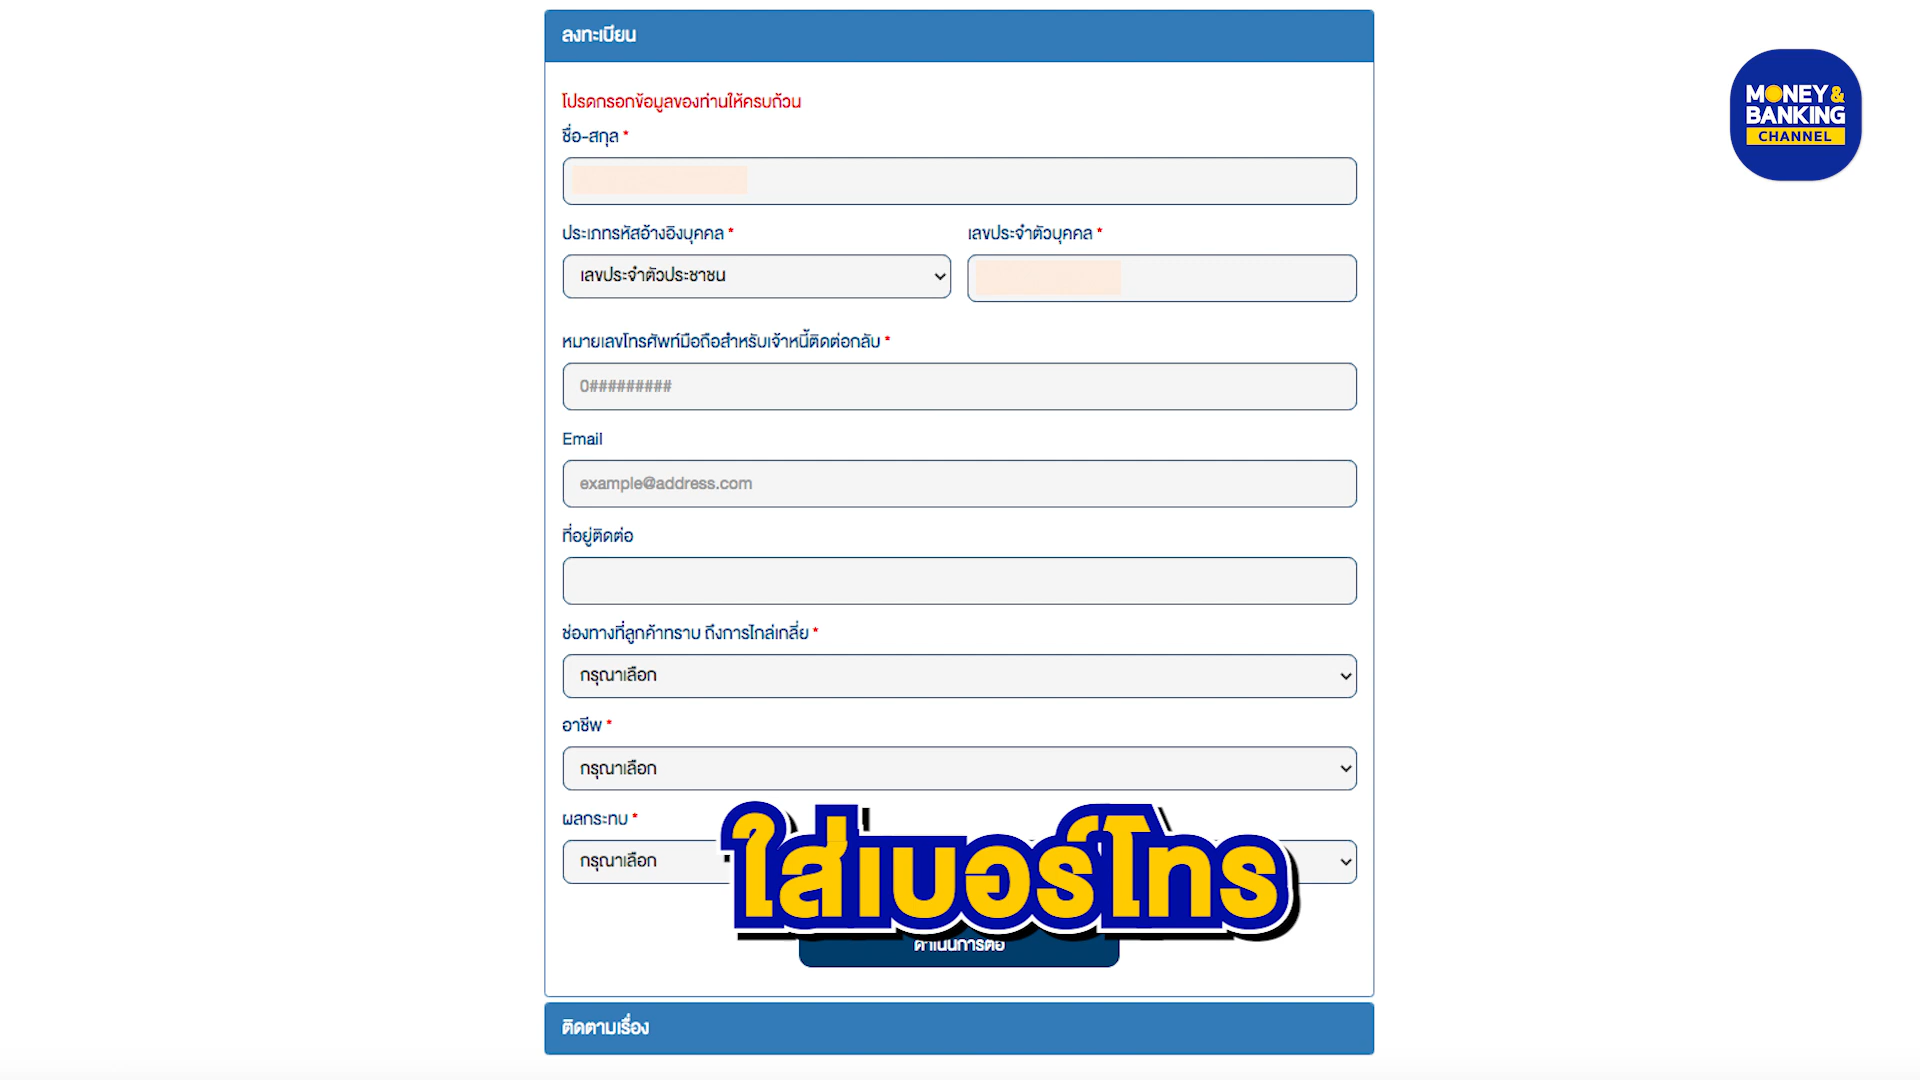 ลงทะเบียน
MONEY &
BANKING
CHANNEL
โปรดกรอกข้อมูลของท่านให้ครบถ้วน
ชื่อ-สกุล *
ประเภทรหัสอ้างอิงบุคคล *
เลขประจำตัวบุคคล *
เลขประจำตัวประชาชน
หมายเลขโทรศัพท์มือถือสำหรับเจ้าหนี้ติดต่อกลับ *
0#########
Email
example@address.com
ที่อยู่ติดต่อ
ช่องทางที่ลูกค้าทราบ ถึงการไกล่เกลี่ย *
กรุณาเลือก
อาชีพ *
กรุณาเลือก
ผลกระทบ *
กรุณาเลือก
ใส่เบอร์โทร
ดำเนินการต่อ
ติดตามเรื่อง